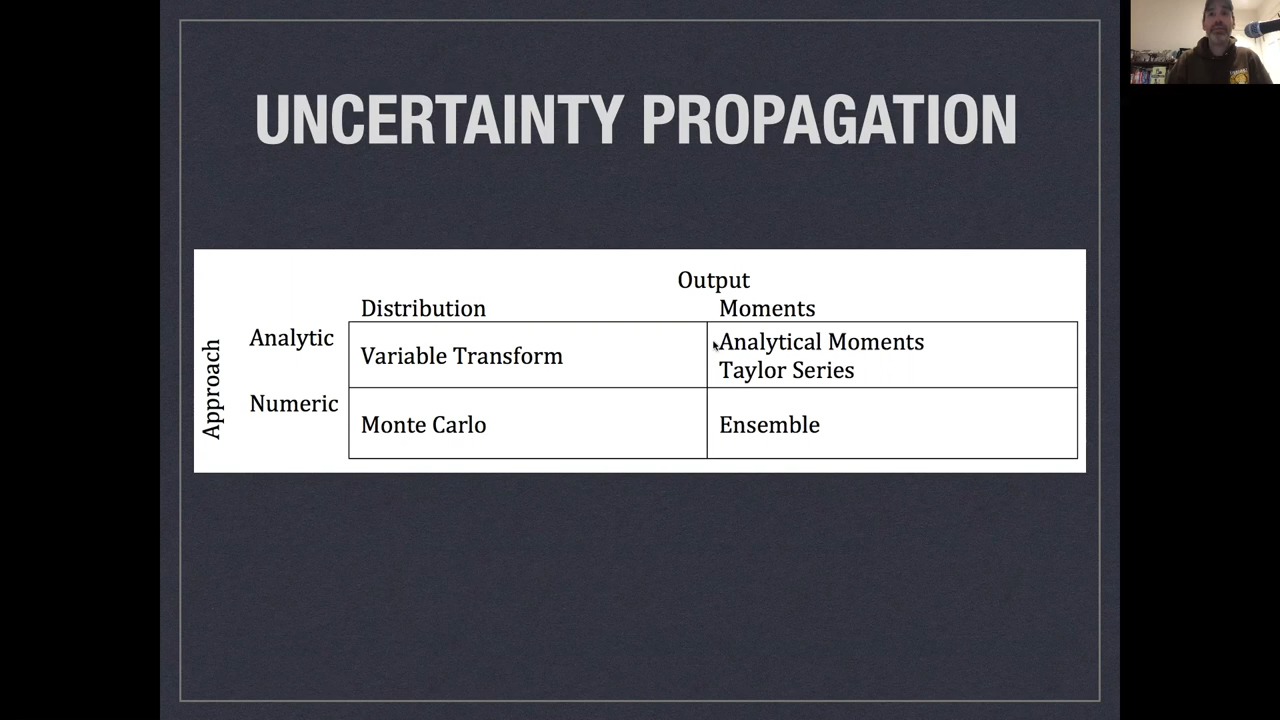 UNCERTAINTY PROPAGATION
Output
Distribution Moments
Approach
Analytic
Variable Transform
Analytical Moments
Taylor Series
Numeric
Monte Carlo
Ensemble